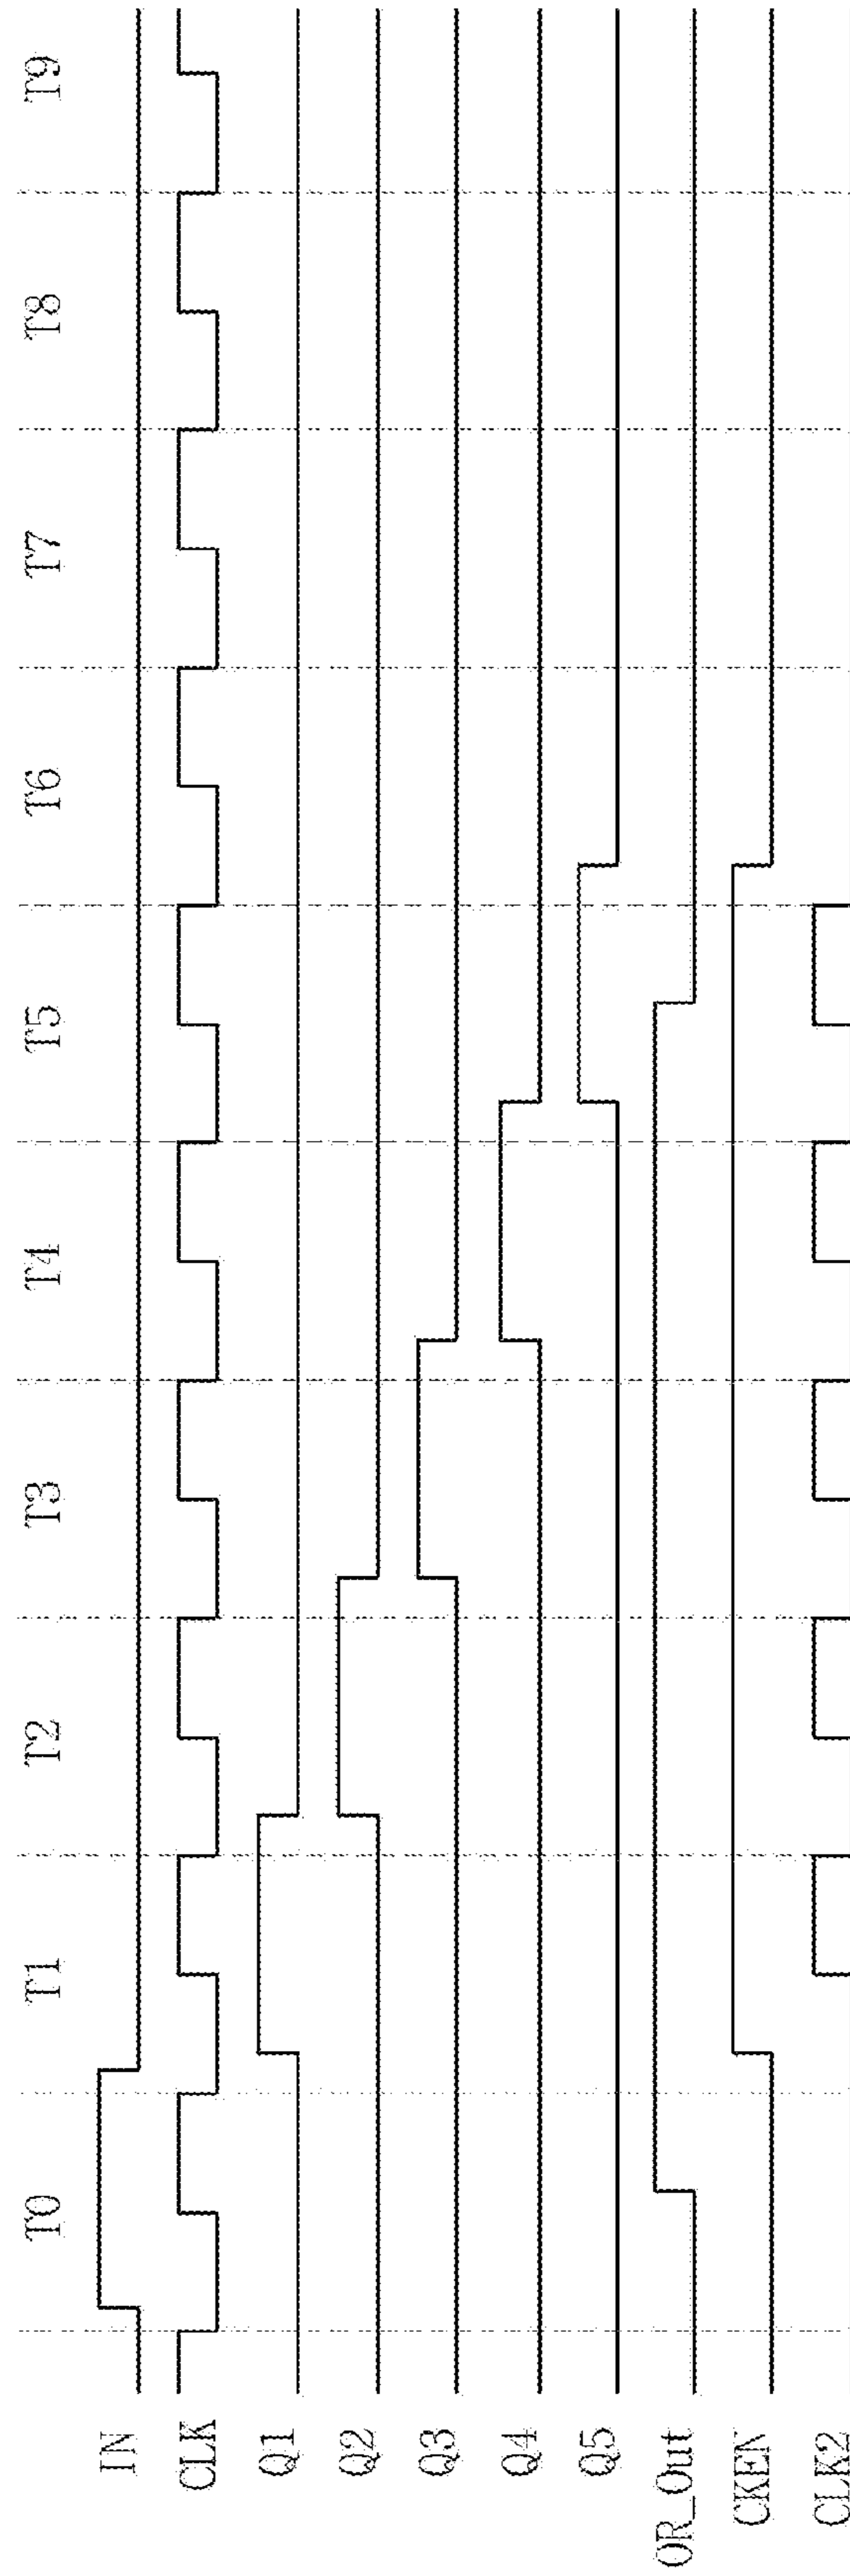 T0 T1 T2 T3 T4 T5 T6 T7 T8 T9
IN
CLK
Q1
Q2
Q3
Q4
Q5
OR_Out
CKEN
CLK2